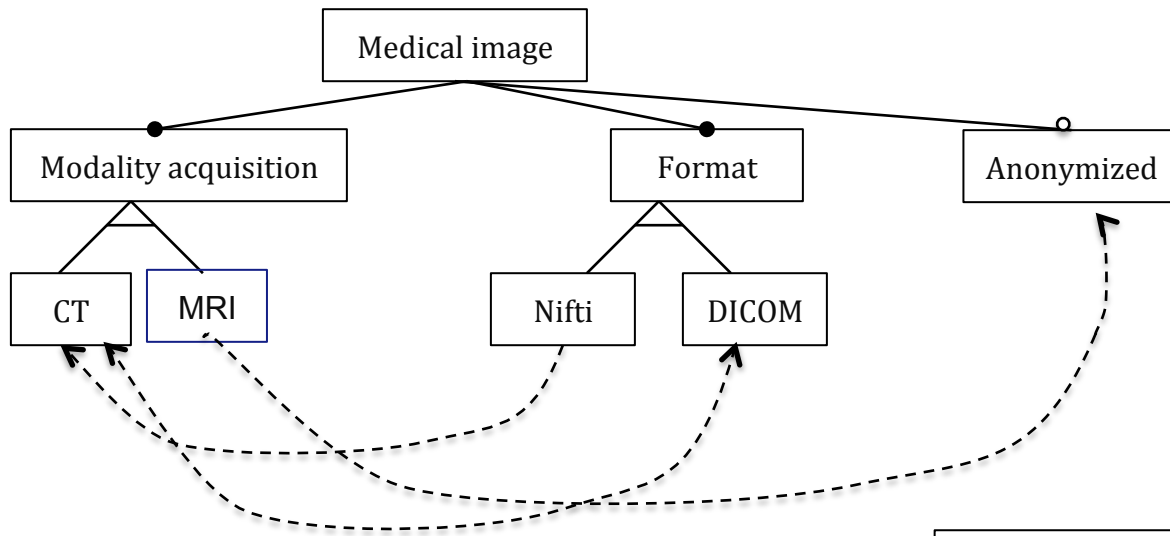 Medical image
Modality acquisition
Format
Anonymized
CT
MRI
Nifti
DICOM